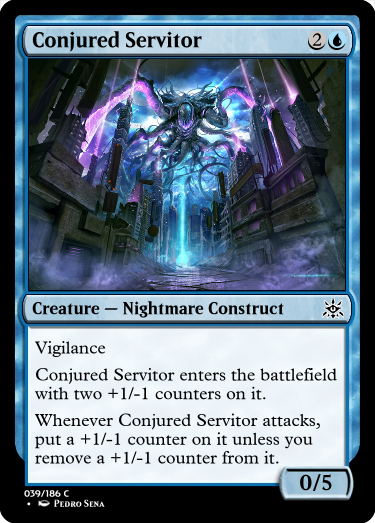 Conjured Servitor 2
Creature — Nightmare Construct
Vigilance
Conjured Servitor enters the battlefield
with two +1/-1 counters on it.
Whenever Conjured Servitor attacks,
put a +1/-1 counter on it unless you
remove a +1/-1 counter from it.
0/5
039/186 C
• Pedro Sena